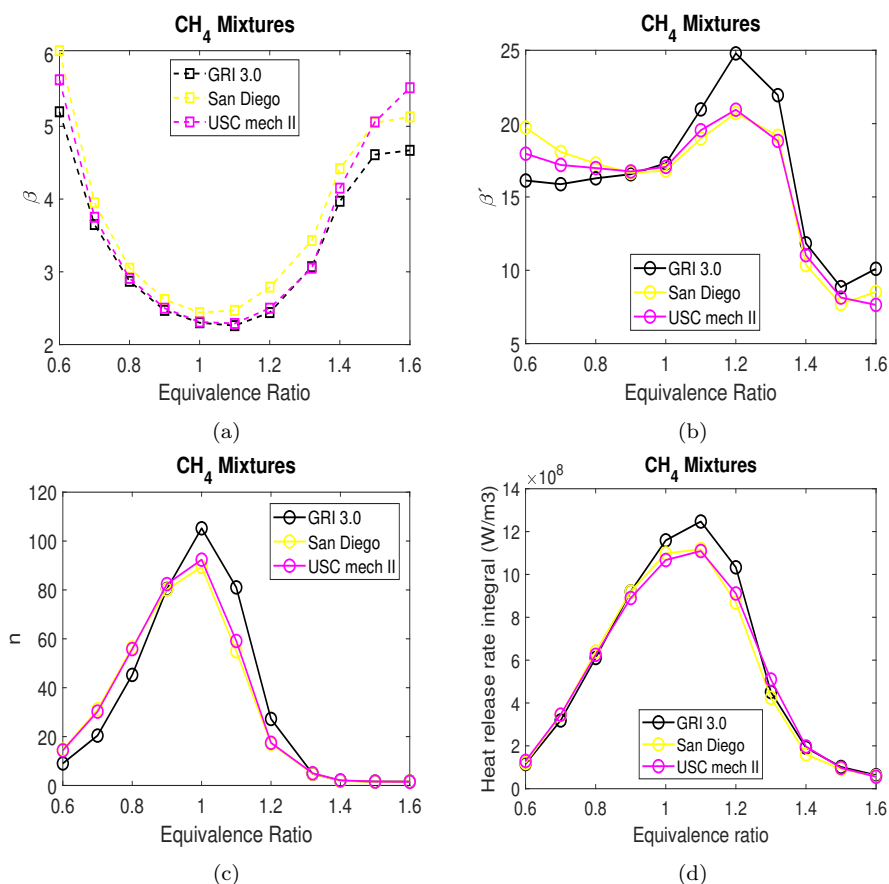 CH4 Mixtures
6
5
4
3
2
β
0.6 0.8 1 1.2 1.4 1.6
Equivalence Ratio
GRI 3.0
San Diego
USC mech II
(a)
CH4 Mixtures
25
20
15
10
5
β′
0.6 0.8 1 1.2 1.4 1.6
Equivalence Ratio
GRI 3.0
San Diego
USC mech II
(b)
CH4 Mixtures
120
100
80
60
40
20
0
n
0.6 0.8 1 1.2 1.4 1.6
Equivalence Ratio
GRI 3.0
San Diego
USC mech II
(c)
CH4 Mixtures
×10^8
14
12
10
8
6
4
2
0
Heat release rate integral (W/m3)
0.6 0.8 1 1.2 1.4 1.6
Equivalence ratio
GRI 3.0
San Diego
USC mech II
(d)